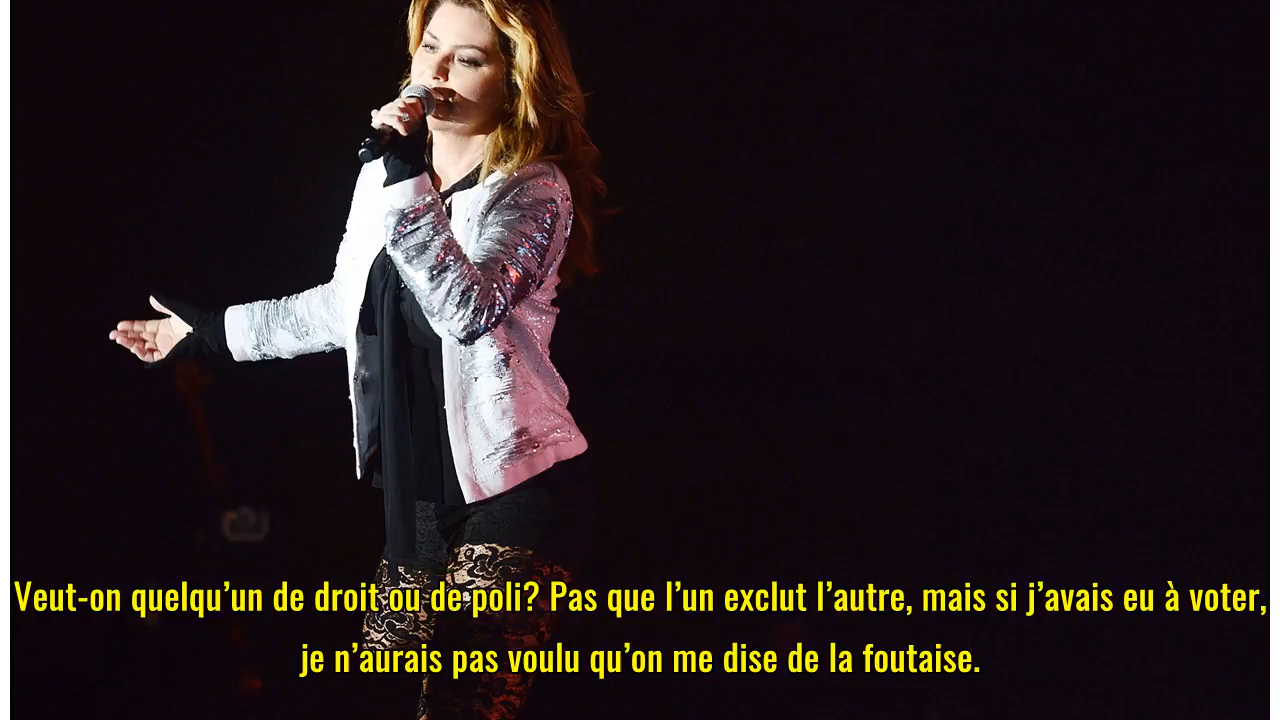 Veut-on quelqu’un de droit ou de poli? Pas que l’un exclut l’autre, mais si j’avais eu à voter,
je n’aurais pas voulu qu’on me dise de la foutaise.